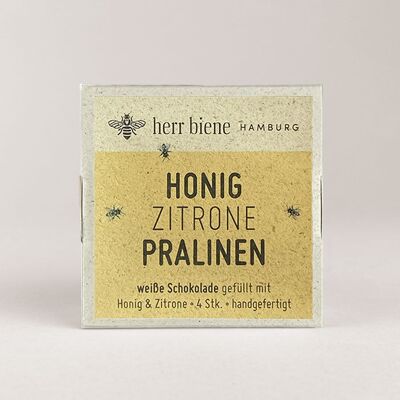 herr biene HAMBURG
HONIG
ZITRONE
PRALINEN
weiße Schokolade gefüllt mit
Honig & Zitrone • 4 Stk. • handgefertigt